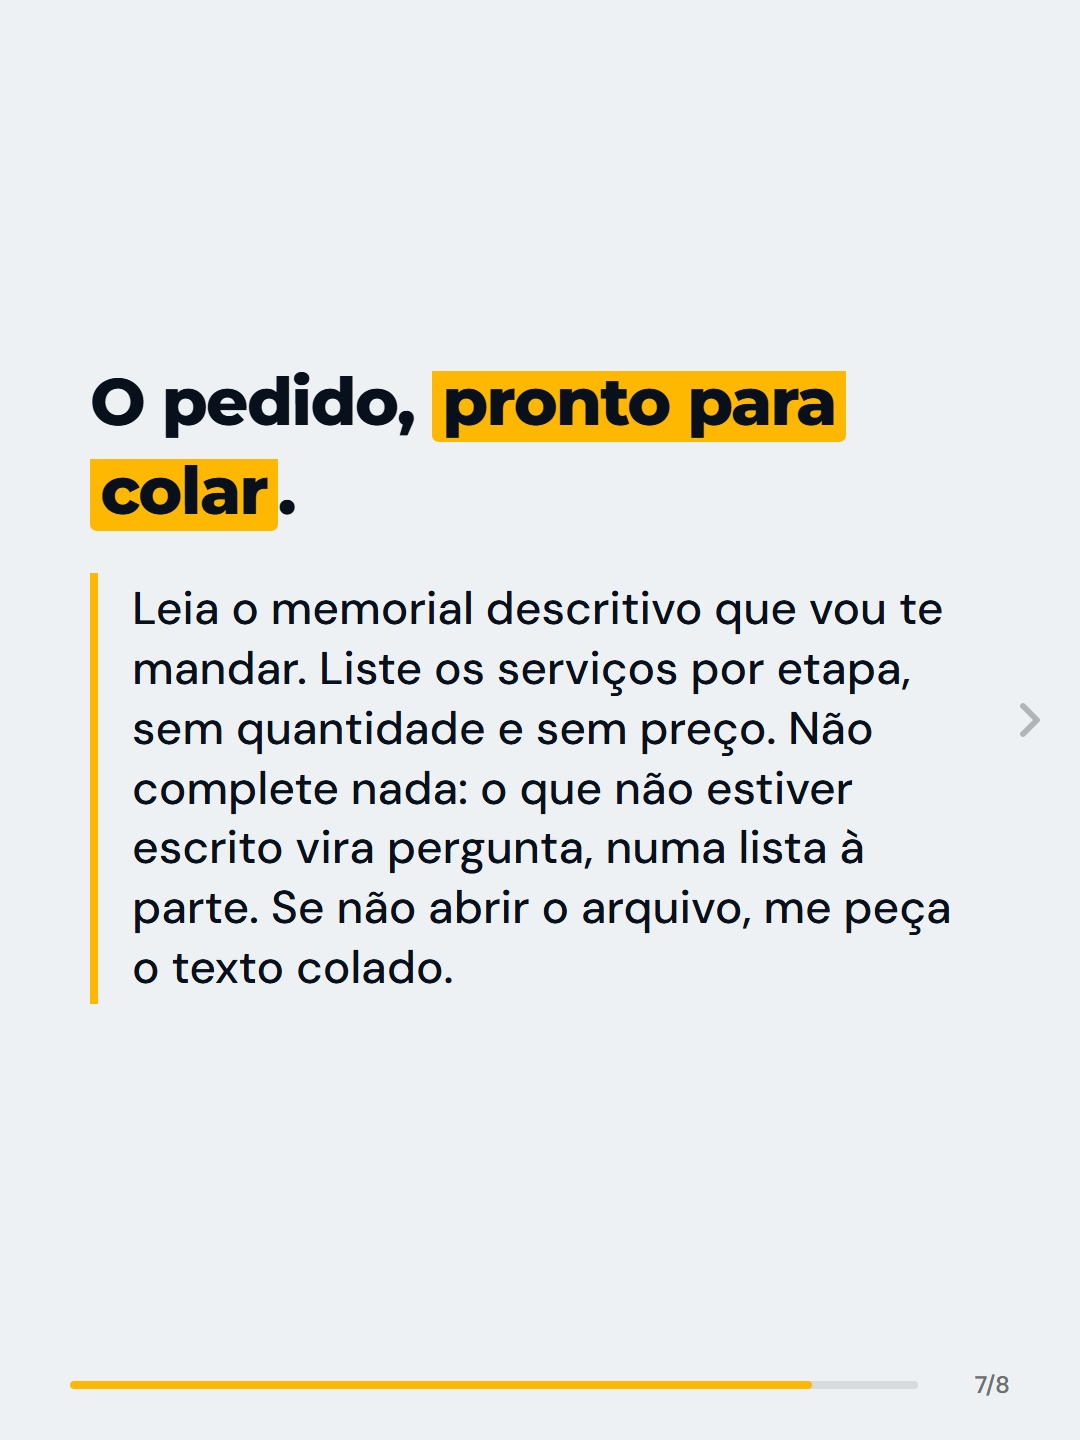 O pedido, pronto para
colar.
Leia o memorial descritivo que vou te
mandar. Liste os serviços por etapa,
sem quantidade e sem preço. Não
complete nada: o que não estiver
escrito vira pergunta, numa lista à
parte. Se não abrir o arquivo, me peça
o texto colado.
7/8